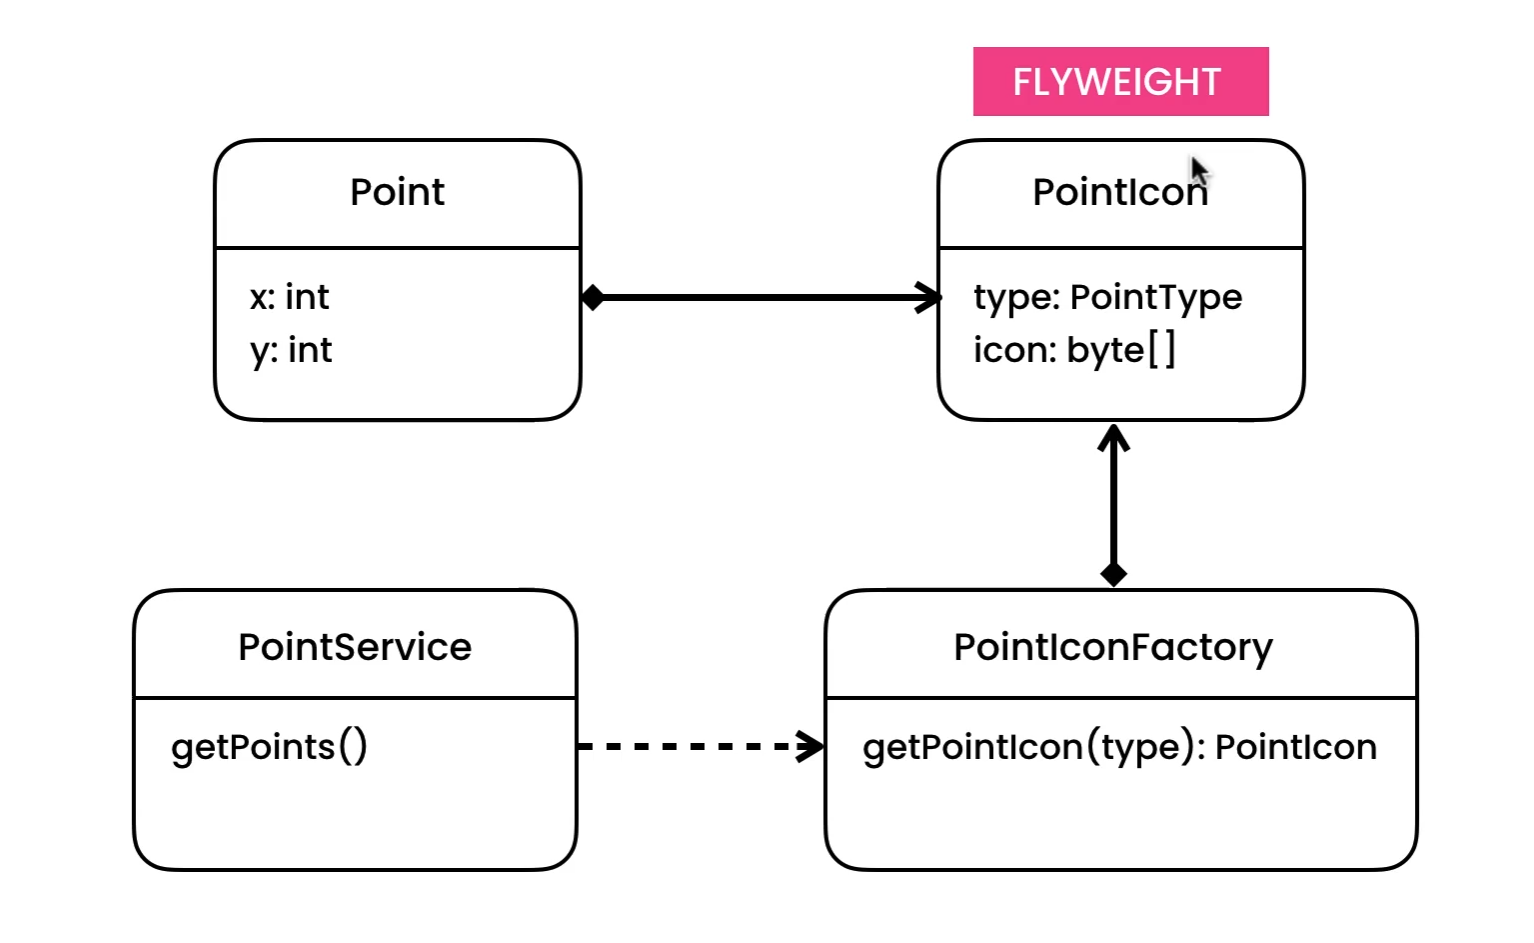 FLYWEIGHT
Point
x: int
y: int
PointIcon
type: PointType
icon: byte[]
PointService
getPoints()
PointIconFactory
getPointIcon(type): PointIcon